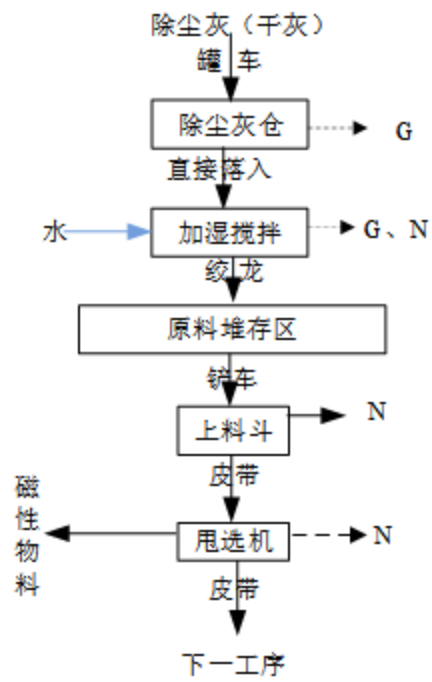 除尘灰（干灰）
罐车
除尘灰仓
G
直接落入
水
加湿搅拌
G、N
绞龙
原料堆存区
铲车
上料斗
N
皮带
磁性物料
甩选机
N
皮带
下一工序